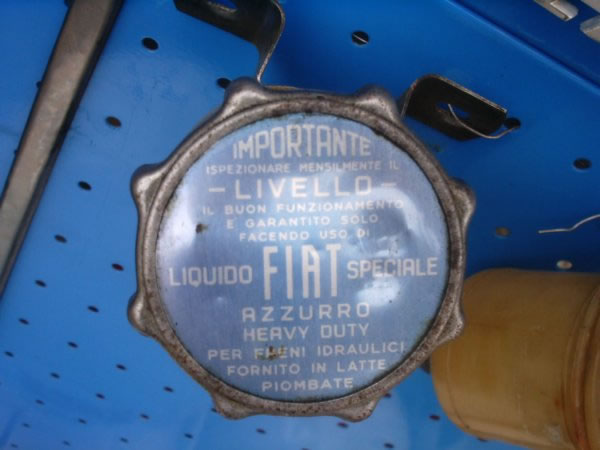 IMPORTANTE
ISPEZIONARE MENSILMENTE IL
- LIVELLO -
IL BUON FUNZIONAMENTO
E GARANTITO SOLO
FACENDO USO DI
LIQUIDO FIAT SPECIALE
AZZURRO
HEAVY DUTY
PER FRENI IDRAULICI
FORNITO IN LATTE
PIOMBATE